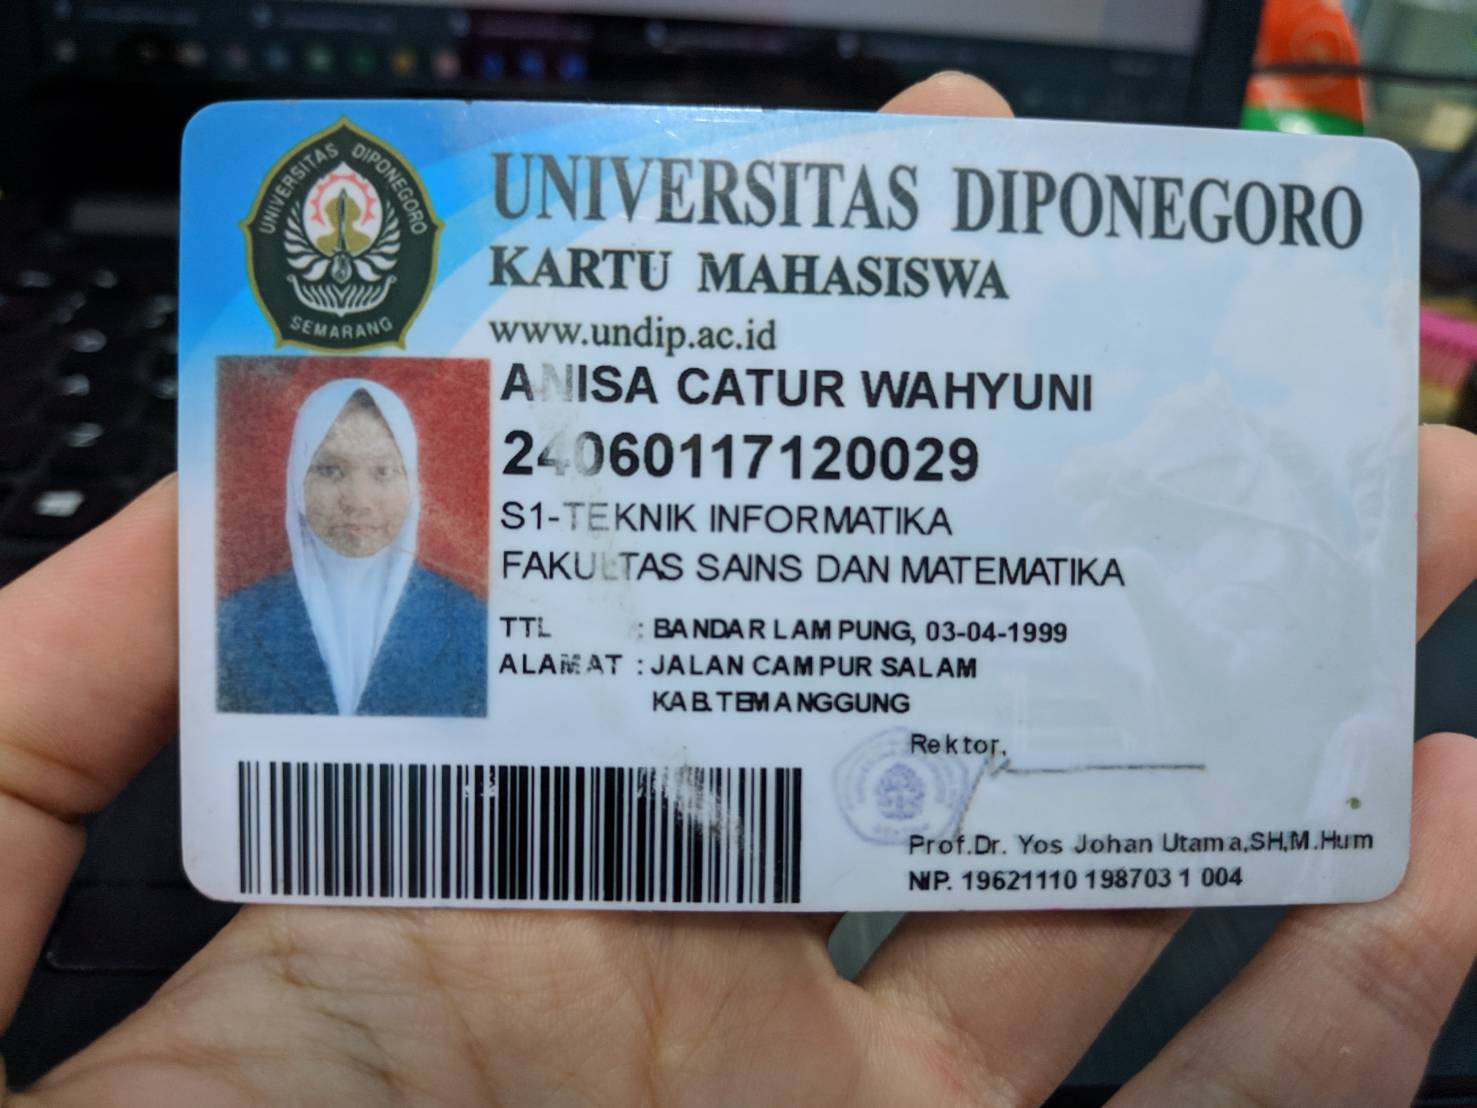 UNIVERSITAS DIPONEGORO
SEMARANG
UNIVERSITAS DIPONEGORO
KARTU MAHASISWA
www.undip.ac.id
ANISA CATUR WAHYUNI
24060117120029
S1-TEKNIK INFORMATIKA
FAKULTAS SAINS DAN MATEMATIKA
TTL : BANDAR LAMPUNG, 03-04-1999
ALAMAT : JALAN CAMPUR SALAM
KAB.TEMANGGUNG
Rektor,
Prof.Dr. Yos Johan Utama,SH,M.Hum
NIP. 19621110 198703 1 004